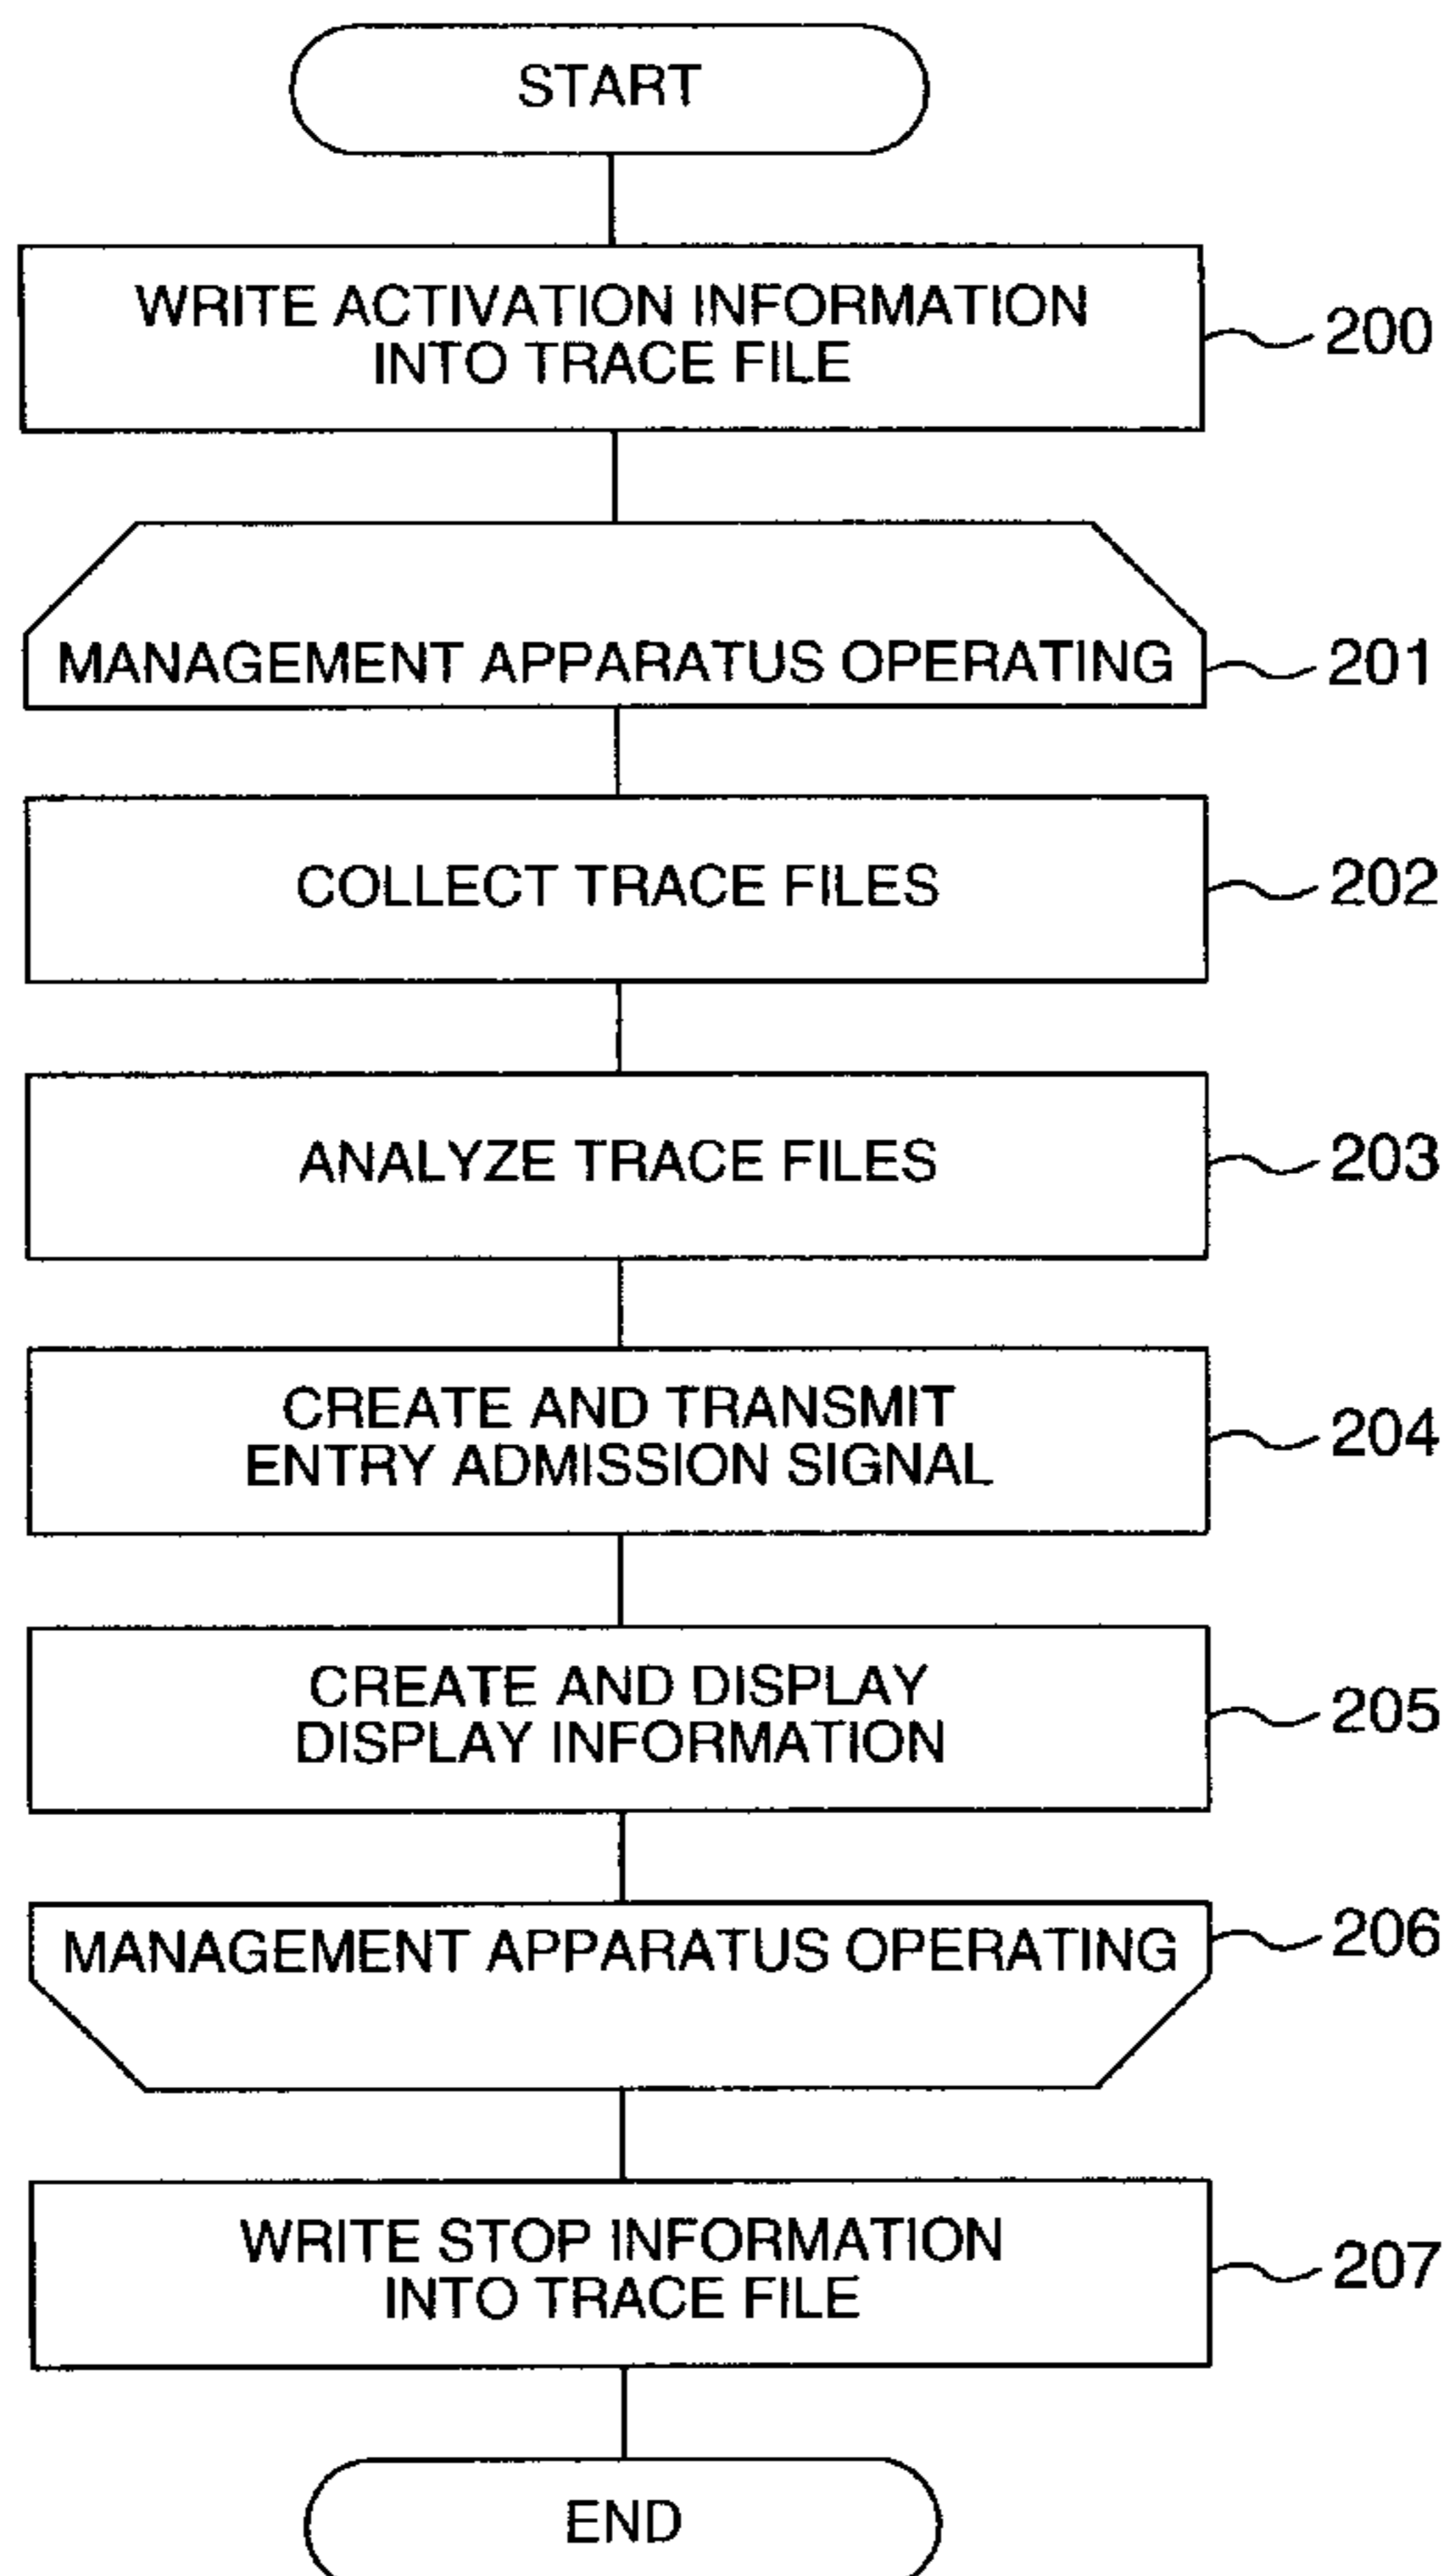 START
WRITE ACTIVATION INFORMATION
INTO TRACE FILE
200
MANAGEMENT APPARATUS OPERATING
201
COLLECT TRACE FILES
202
ANALYZE TRACE FILES
203
CREATE AND TRANSMIT
ENTRY ADMISSION SIGNAL
204
CREATE AND DISPLAY
DISPLAY INFORMATION
205
MANAGEMENT APPARATUS OPERATING
206
WRITE STOP INFORMATION
INTO TRACE FILE
207
END